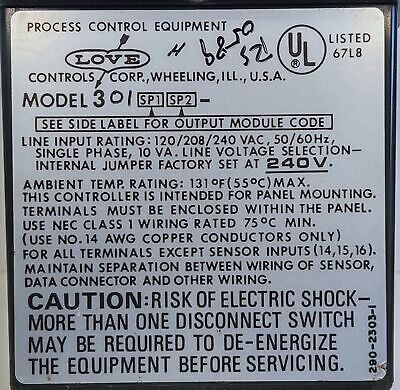 PROCESS CONTROL EQUIPMENT
LOVE
CONTROLS CORP., WHEELING, ILL., U.S.A.
UL LISTED
67L8
MODEL 301 SP1 SP2 -
SEE SIDE LABEL FOR OUTPUT MODULE CODE
LINE INPUT RATING: 120/208/240 VAC, 50/60Hz,
SINGLE PHASE, 10 VA. LINE VOLTAGE SELECTION—
INTERNAL JUMPER FACTORY SET AT 240V.
AMBIENT TEMP. RATING: 131°F(55°C) MAX.
THIS CONTROLLER IS INTENDED FOR PANEL MOUNTING.
TERMINALS MUST BE ENCLOSED WITHIN THE PANEL.
USE NEC CLASS 1 WIRING RATED 75°C MIN.
(USE NO. 14 AWG COPPER CONDUCTORS ONLY)
FOR ALL TERMINALS EXCEPT SENSOR INPUTS (14,15,16).
MAINTAIN SEPARATION BETWEEN WIRING OF SENSOR,
DATA CONNECTOR AND OTHER WIRING.
CAUTION: RISK OF ELECTRIC SHOCK—
MORE THAN ONE DISCONNECT SWITCH
MAY BE REQUIRED TO DE-ENERGIZE
THE EQUIPMENT BEFORE SERVICING.
290-2303-1